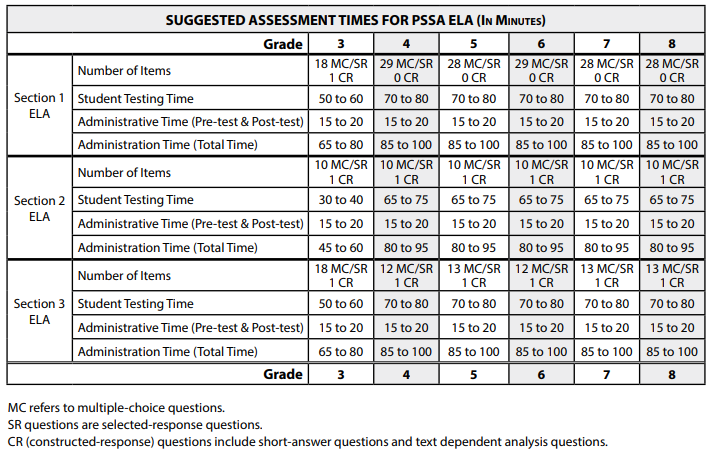 SUGGESTED ASSESSMENT TIMES FOR PSSA ELA (IN MINUTES)
Grade 3 4 5 6 7 8
Section 1 ELA
Number of Items 18 MC/SR 1 CR 29 MC/SR 0 CR 28 MC/SR 0 CR 29 MC/SR 0 CR 28 MC/SR 0 CR 28 MC/SR 0 CR
Student Testing Time 50 to 60 70 to 80 70 to 80 70 to 80 70 to 80 70 to 80
Administrative Time (Pre-test & Post-test) 15 to 20 15 to 20 15 to 20 15 to 20 15 to 20 15 to 20
Administration Time (Total Time) 65 to 80 85 to 100 85 to 100 85 to 100 85 to 100 85 to 100
Section 2 ELA
Number of Items 10 MC/SR 1 CR 10 MC/SR 1 CR 10 MC/SR 1 CR 10 MC/SR 1 CR 10 MC/SR 1 CR 10 MC/SR 1 CR
Student Testing Time 30 to 40 65 to 75 65 to 75 65 to 75 65 to 75 65 to 75
Administrative Time (Pre-test & Post-test) 15 to 20 15 to 20 15 to 20 15 to 20 15 to 20 15 to 20
Administration Time (Total Time) 45 to 60 80 to 95 80 to 95 80 to 95 80 to 95 80 to 95
Section 3 ELA
Number of Items 18 MC/SR 1 CR 12 MC/SR 1 CR 13 MC/SR 1 CR 12 MC/SR 1 CR 13 MC/SR 1 CR 13 MC/SR 1 CR
Student Testing Time 50 to 60 70 to 80 70 to 80 70 to 80 70 to 80 70 to 80
Administrative Time (Pre-test & Post-test) 15 to 20 15 to 20 15 to 20 15 to 20 15 to 20 15 to 20
Administration Time (Total Time) 65 to 80 85 to 100 85 to 100 85 to 100 85 to 100 85 to 100
Grade 3 4 5 6 7 8
MC refers to multiple-choice questions.
SR questions are selected-response questions.
CR (constructed-response) questions include short-answer questions and text dependent analysis questions.